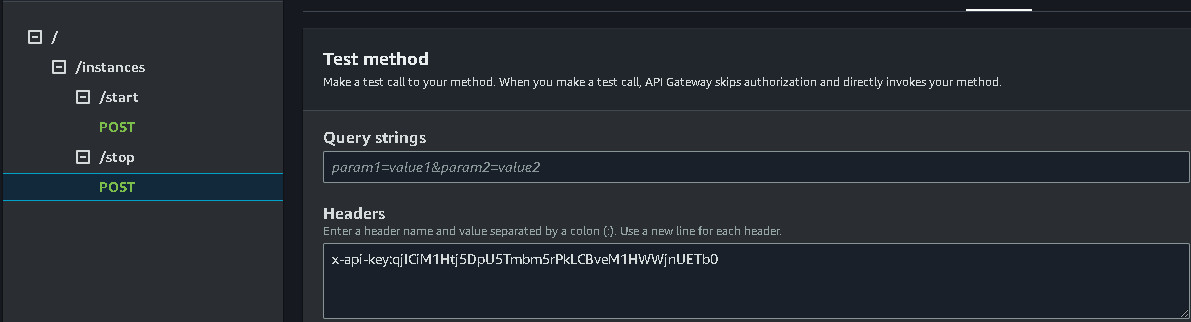 /
/instances
/start
POST
/stop
POST
Test method
Make a test call to your method. When you make a test call, API Gateway skips authorization and directly invokes your method.
Query strings
param1=value1&param2=value2
Headers
Enter a header name and value separated by a colon (:). Use a new line for each header.
x-api-key:qjlCiM1Htj5DpU5Tmbm5rPkLCBveM1HWWjnUETb0